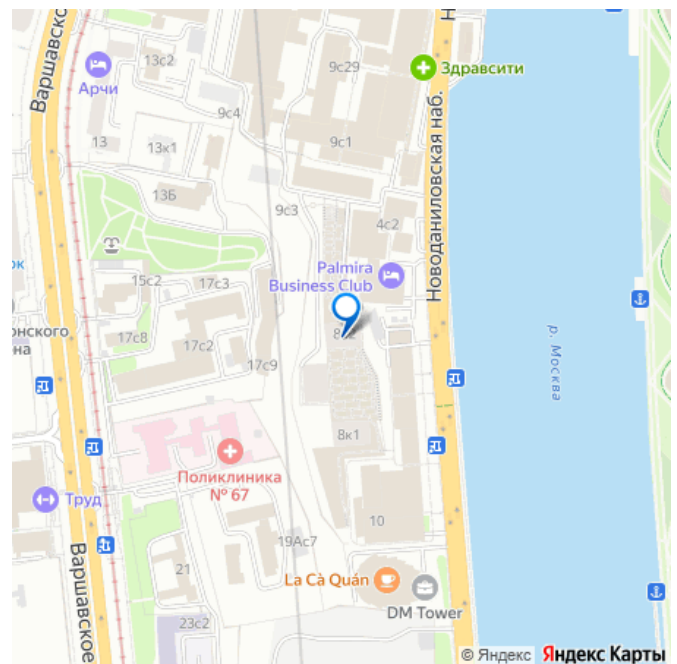 Варшавско
13с2
Арчи
9с29
Здравсити
9с4
13
13к1
9с1
13Б
9с3
4с2
Новоданиловская наб.
Palmira
Business Club
15с2
17с3
17с8
17с2
17с9
р. Москва
8к1
Поликлиника
№ 67
Труд
10
19Ас7
21
La Cà Quán
DM Tower
23с2
Варшавское
© Яндекс Яндекс Карты